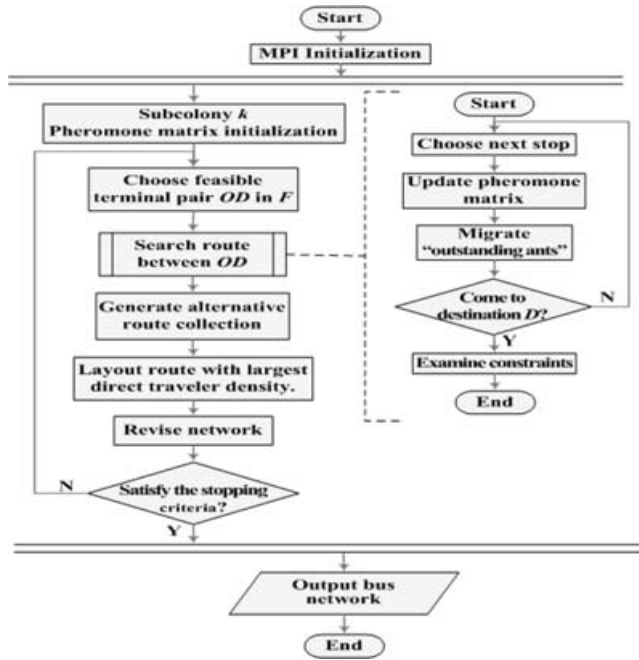 Start
MPI Initialization
Subcolony k
Pheromone matrix initialization
Choose feasible
terminal pair OD in F
Search route
between OD
Generate alternative
route collection
Layout route with largest
direct traveler density.
Revise network
Satisfy the stopping
criteria?
N
Y
Start
Choose next stop
Update pheromone
matrix
Migrate
“outstanding ants”
Come to
destination D?
N
Y
Examine constraints
End
Output bus
network
End